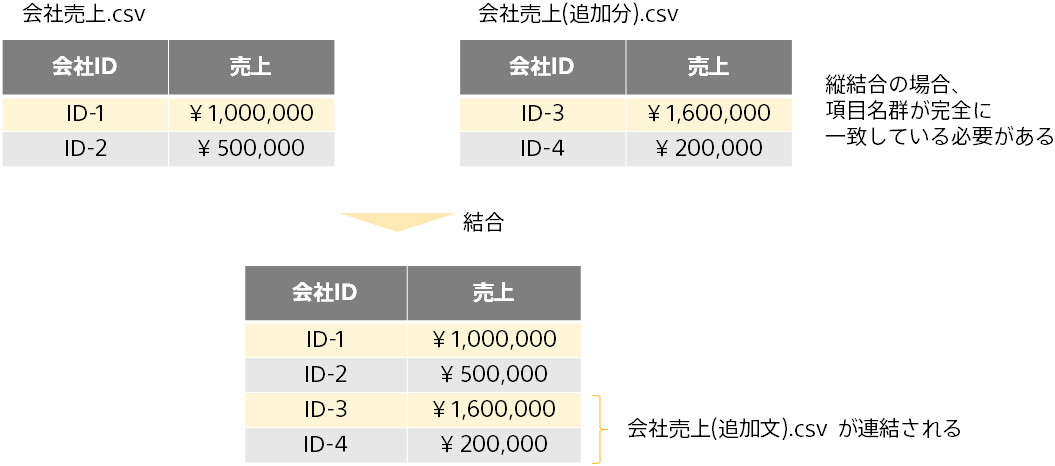 会社売上.csv
会社売上(追加分).csv
会社ID 売上
ID-1 ¥1,000,000
ID-2 ¥ 500,000
会社ID 売上
ID-3 ¥1,600,000
ID-4 ¥ 200,000
縦結合の場合、
項目名群が完全に
一致している必要がある
結合
会社ID 売上
ID-1 ¥1,000,000
ID-2 ¥ 500,000
ID-3 ¥1,600,000
ID-4 ¥ 200,000
会社売上(追加文).csv が連結される